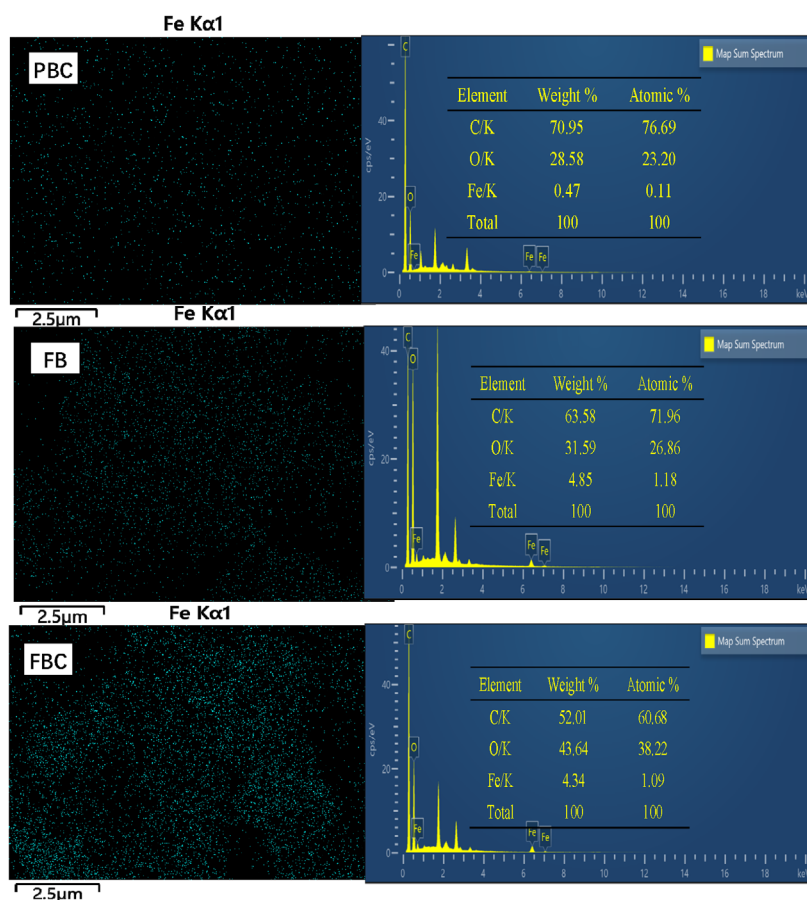 Fe Kα1
PBC
Map Sum Spectrum
C
Element Weight % Atomic %
C/K 70.95 76.69
O/K 28.58 23.20
Fe/K 0.47 0.11
Total 100 100
40
cps/eV
20
O
Fe
Fe Fe
0
0 2 4 6 8 10 12 14 16 18 keV
2.5μm
Fe Kα1
FB
Map Sum Spectrum
C
O
Element Weight % Atomic %
C/K 63.58 71.96
O/K 31.59 26.86
Fe/K 4.85 1.18
Total 100 100
40
cps/eV
20
Fe
Fe Fe
0
0 2 4 6 8 10 12 14 16 18 keV
2.5μm
Fe Kα1
FBC
Map Sum Spectrum
C
Element Weight % Atomic %
C/K 52.01 60.68
O/K 43.64 38.22
Fe/K 4.34 1.09
Total 100 100
40
cps/eV
20
O
Fe
Fe Fe
0
0 2 4 6 8 10 12 14 16 18 keV
2.5μm